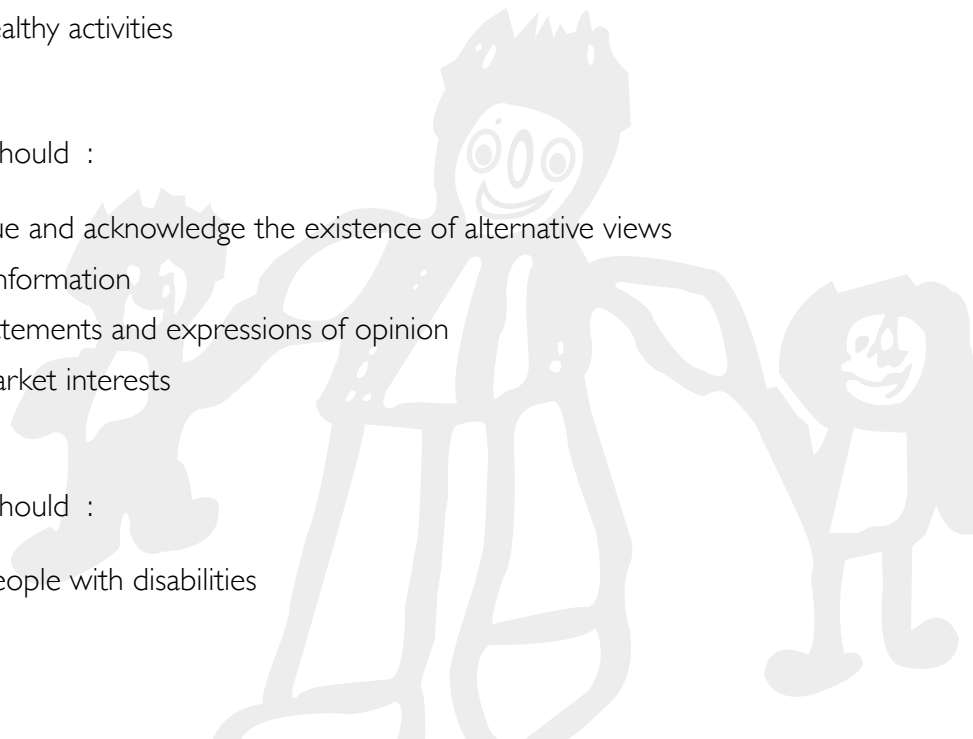 ealthy activities
hould :
ue and acknowledge the existence of alternative views
nformation
tements and expressions of opinion
arket interests
hould :
eople with disabilities